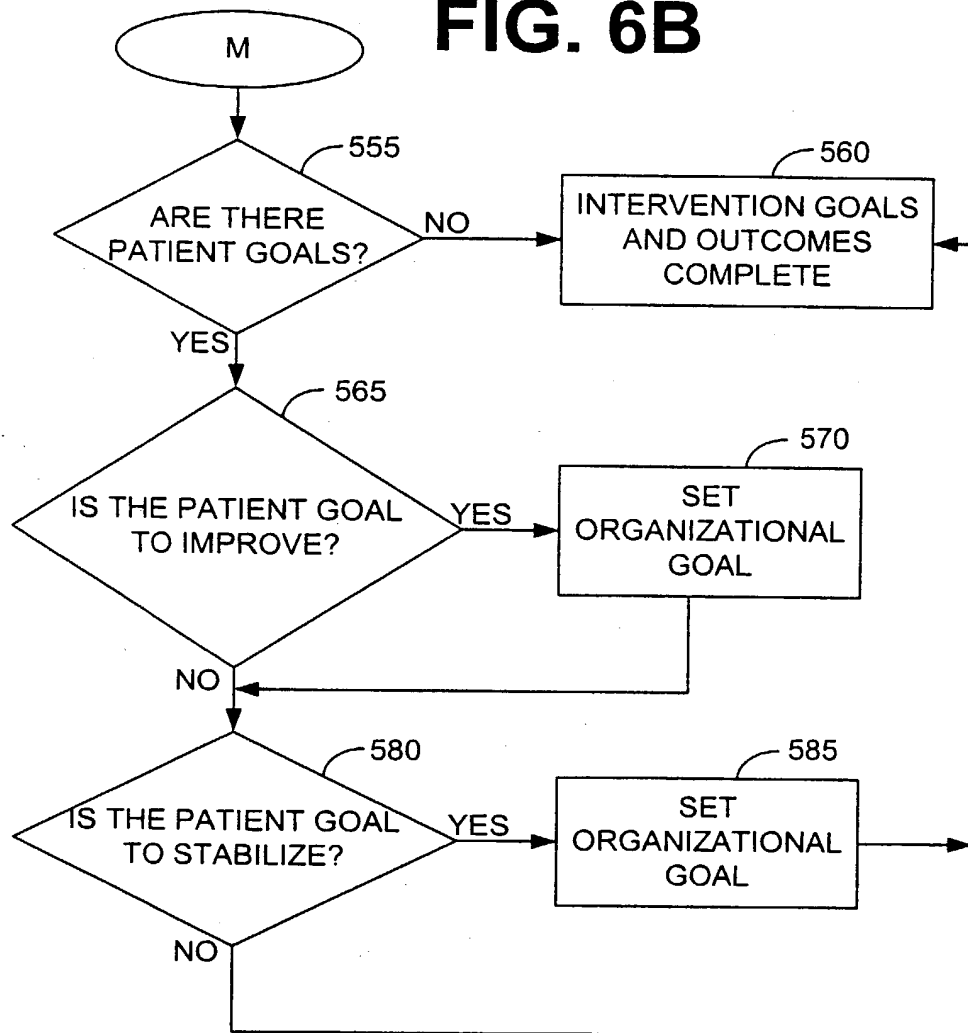 FIG. 6B
M
555
ARE THERE
PATIENT GOALS?
NO
560
INTERVENTION GOALS
AND OUTCOMES
COMPLETE
YES
565
IS THE PATIENT GOAL
TO IMPROVE?
YES
570
SET
ORGANIZATIONAL
GOAL
NO
580
IS THE PATIENT GOAL
TO STABILIZE?
YES
585
SET
ORGANIZATIONAL
GOAL
NO